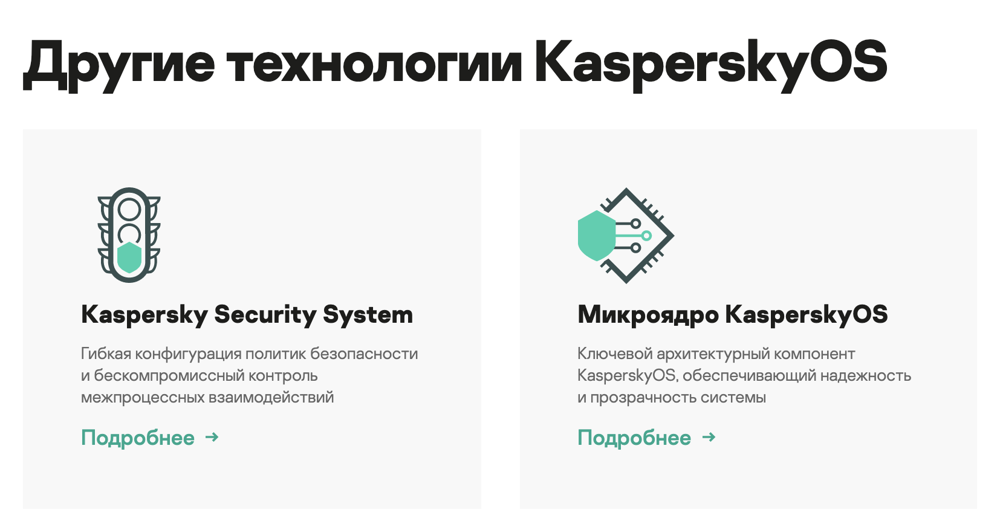 Другие технологии KasperskyOS
Kaspersky Security System
Гибкая конфигурация политик безопасности
и бескомпромиссный контроль
межпроцессных взаимодействий
Подробнее →
Микроядро KasperskyOS
Ключевой архитектурный компонент
KasperskyOS, обеспечивающий надежность
и прозрачность системы
Подробнее →